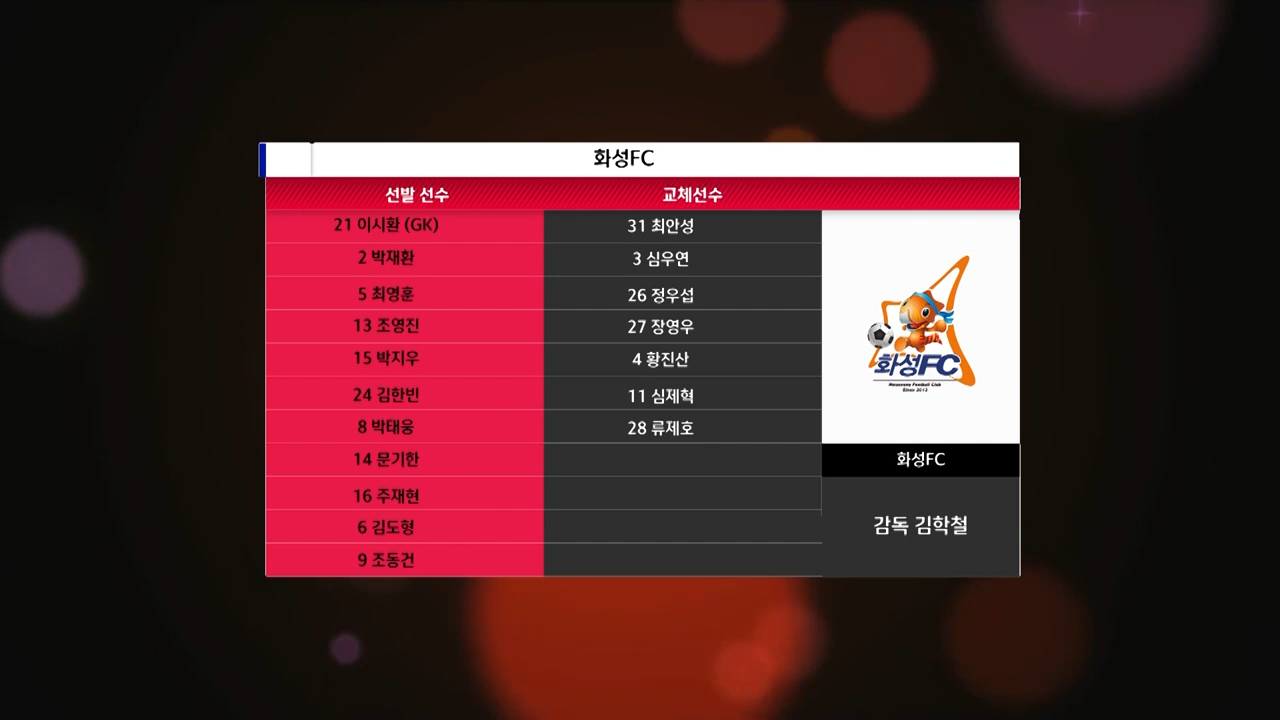 화성FC
선발 선수 교체선수
21 이시환 (GK) 31 최안성
2 박재환 3 심우연
5 최영훈 26 정우섭
13 조영진 27 장영우
15 박지우 4 황진산
24 김한빈 11 심제혁
8 박태웅 28 류제호
14 문기한
16 주재현
6 김도형
9 조동건
화성FC
Hwaseong Football Club
Since 2013
화성FC
감독 김학철